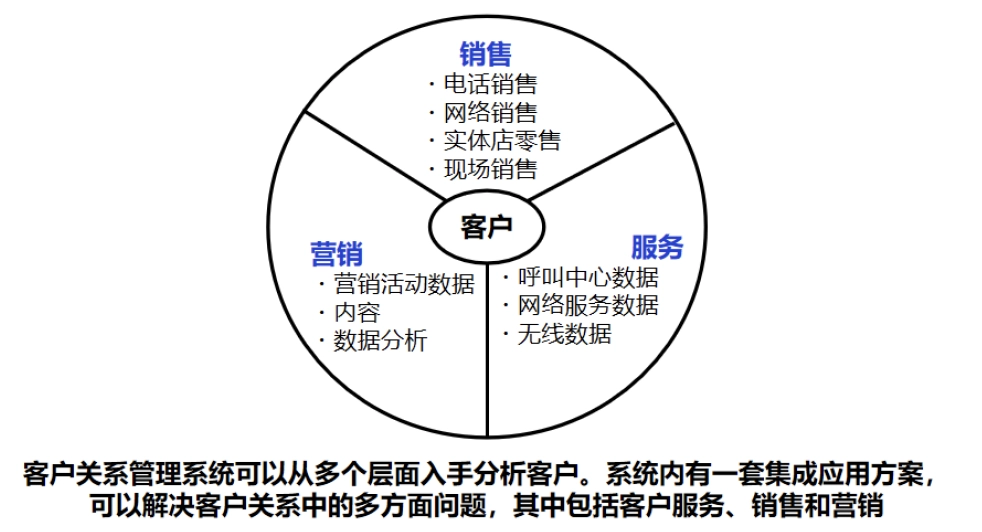 销售
· 电话销售
· 网络销售
· 实体店零售
· 现场销售
客户
营销
· 营销活动数据
· 内容
· 数据分析
服务
· 呼叫中心数据
· 网络服务数据
· 无线数据
客户关系管理系统可以从多个层面入手分析客户。系统内有一套集成应用方案，
可以解决客户关系中的多方面问题，其中包括客户服务、销售和营销